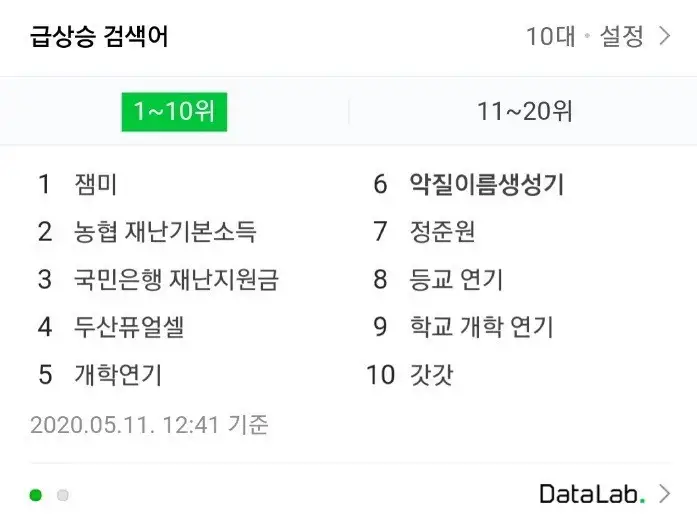 급상승 검색어
10대 • 설정 >
1~10위
11~20위
1 잼미
2 농협 재난기본소득
3 국민은행 재난지원금
4 두산퓨얼셀
5 개학연기
6 악질이름생성기
7 정준원
8 등교 연기
9 학교 개학 연기
10 갓갓
2020.05.11. 12:41 기준
DataLab. >